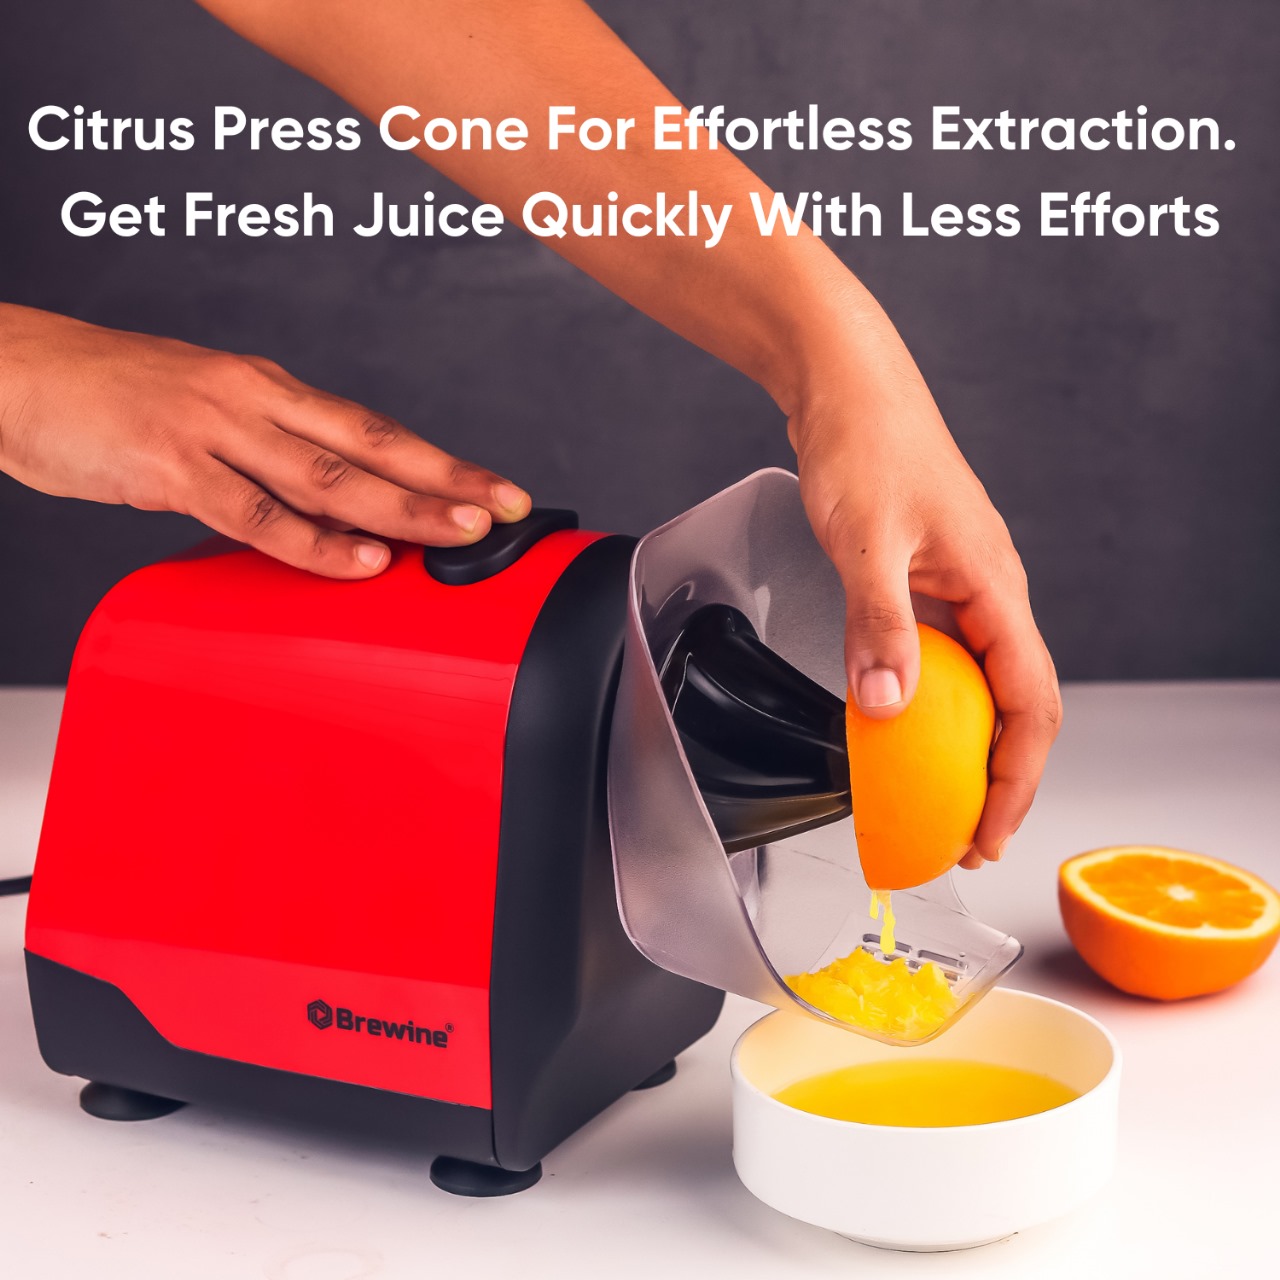 Citrus Press Cone For Effortless Extraction.
Get Fresh Juice Quickly With Less Efforts
Brewine®